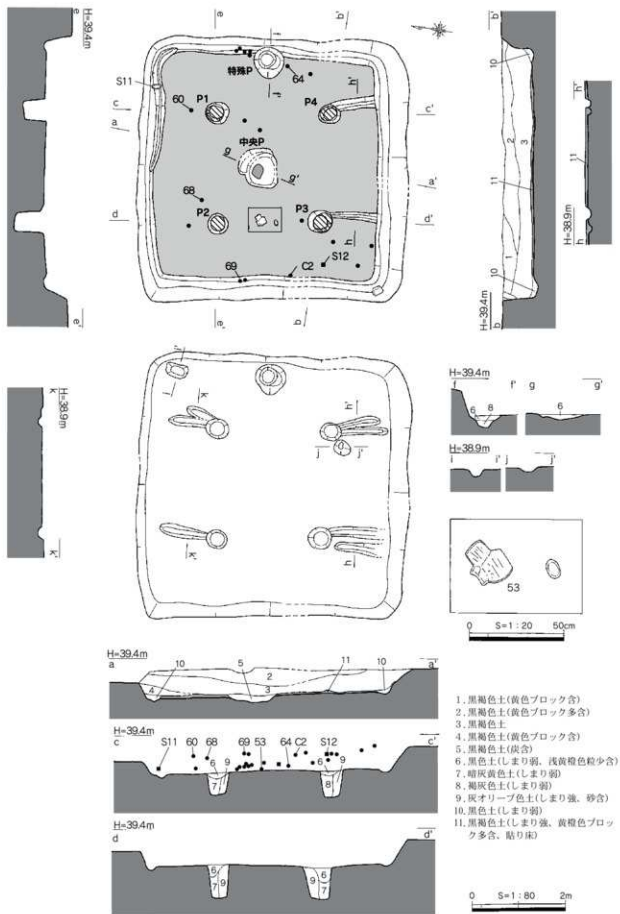 e
H=39.4m
e
b'
S11
特殊P
64
f
f'
h'
60
P1
P4
c
c'
a
中央P
g
g'
a'
68
d
P2
P3
d'
h
S12
69
C2
e'
b
e'
b'
H=39.4m
10
2
3
11
1
10
H=39.4m
b
h'
11
H=38.9m
h
k
H=38.9m
k'
i'
i
k
h'
j
j'
k'
h
H=39.4m
f
f'
g
g'
6
8
6
H=38.9m
i
i'
j
j'
53
0
S=1:20
50cm
H=39.4m
a
10
5
11
10
a'
2
4
3
H=39.4m
c
S11
60
68
69
53
64
C2
S12
c'
6
9
7
6
9
8
H=39.4m
d
d'
6
7
9
9
6
7
1, 黒褐色土(黄色ブロック含)
2, 黒褐色土(黄色ブロック多含)
3, 黒褐色土
4, 黒褐色土(黄色ブロック含)
5, 黒褐色土(炭含)
6, 黒色土(しまり弱、浅黄橙色粒少含)
7, 暗灰黄色土(しまり弱)
8, 褐灰色土(しまり弱)
9, 灰オリーブ色土(しまり強、砂含)
10, 黒色土(しまり弱)
11, 黒褐色土(しまり強、黄橙色ブロッ
ク多含、貼り床)
0
S=1:80
2m